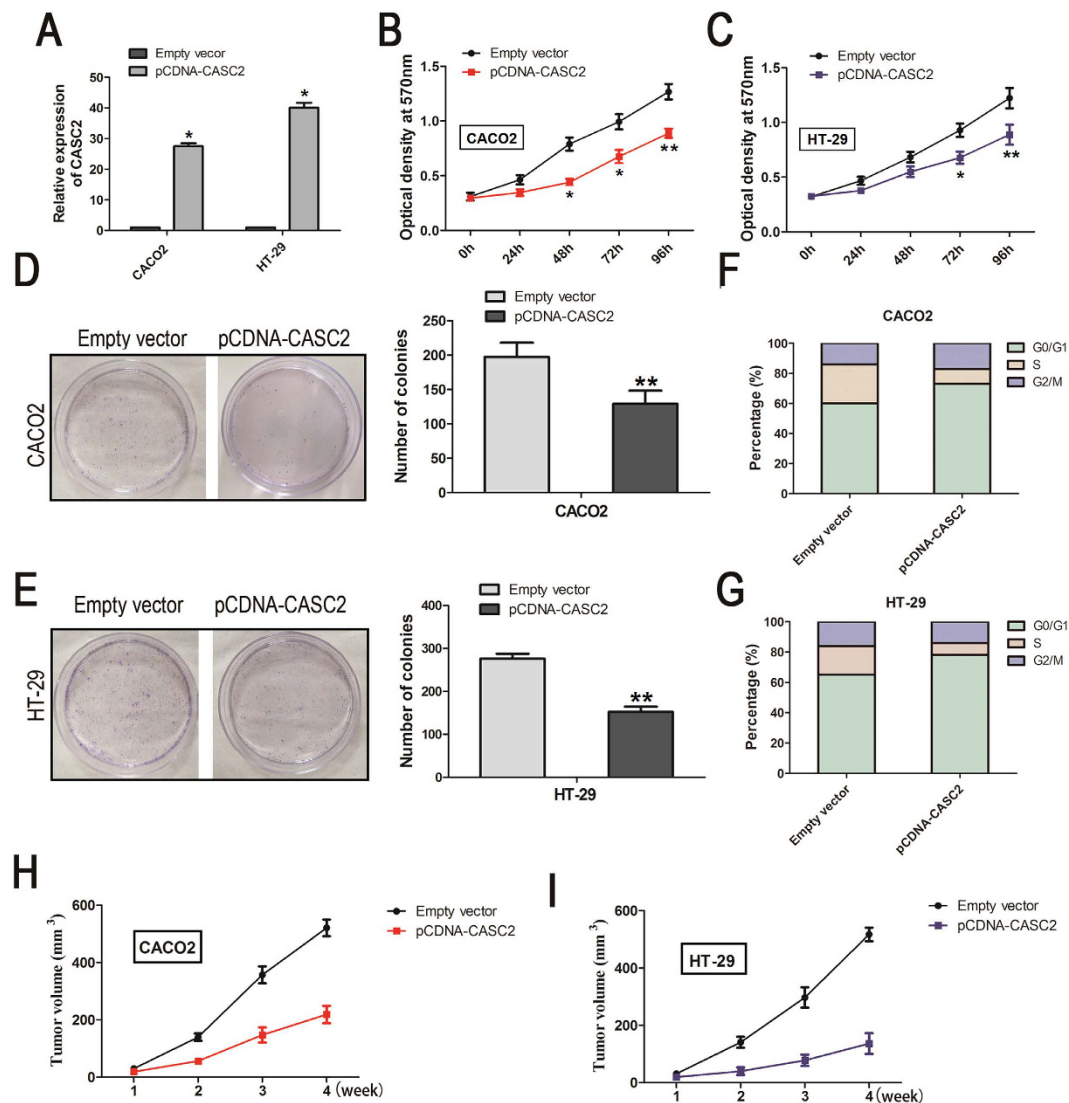 A
Empty vecor
pCDNA-CASC2
Relative expression
of CASC2
50
40
30
20
10
0
*
*
CACO2
HT-29
B
Empty vector
pCDNA-CASC2
Optical density at 570nm
1.5
1.0
0.5
0.0
CACO2
*
*
**
0h
24h
48h
72h
96h
C
Empty vector
pCDNA-CASC2
Optical density at 570nm
1.5
1.0
0.5
0.0
HT-29
*
**
0h
24h
48h
72h
96h
D
Empty vector
pCDNA-CASC2
CACO2
Empty vector
pCDNA-CASC2
Number of colonies
250
200
150
100
50
0
**
CACO2
F
CACO2
Percentage (%)
100
80
60
40
20
0
G0/G1
S
G2/M
Empty vector
pCDNA-CASC2
E
Empty vector
pCDNA-CASC2
HT-29
Empty vector
pCDNA-CASC2
Number of colonies
400
300
200
100
0
**
HT-29
G
HT-29
Percentage (%)
100
80
60
40
20
0
G0/G1
S
G2/M
Empty vector
pCDNA-CASC2
H
Tumor volume (mm 3)
600
400
200
0
CACO2
Empty vector
pCDNA-CASC2
1
2
3
4 (week)
I
Tumor volume (mm 3)
600
400
200
0
HT-29
Empty vector
pCDNA-CASC2
1
2
3
4 (week)